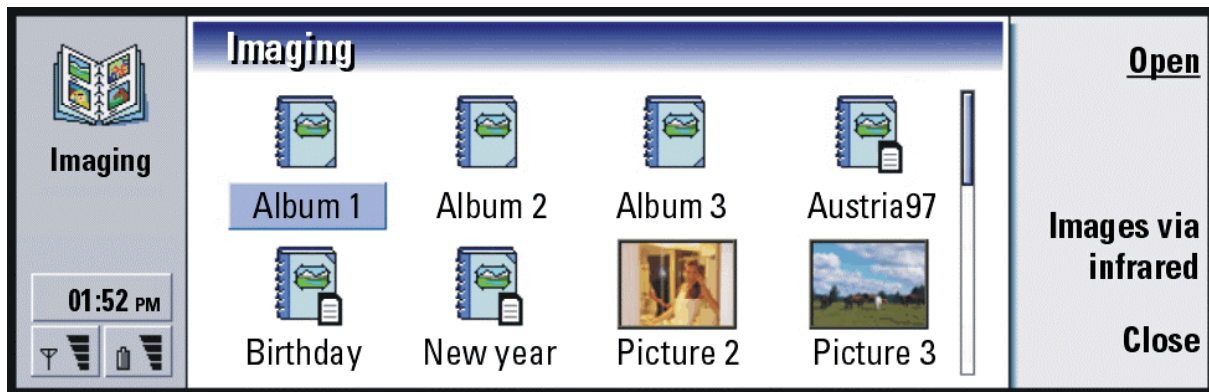 Imaging
01:52 PM
Imaging
Album 1 Album 2 Album 3 Austria97
Birthday New year Picture 2 Picture 3
Open
Images via
infrared
Close